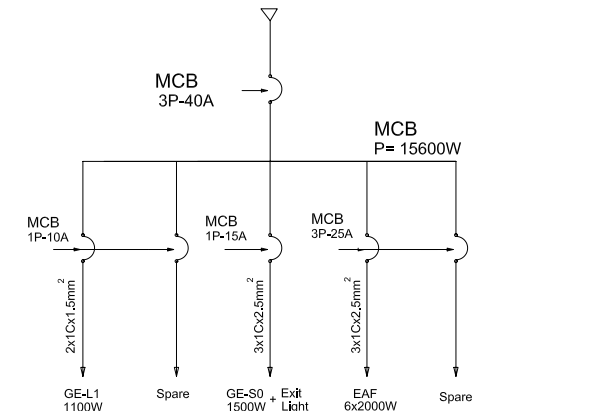 MCB
3P-40A
MCB
P= 15600W
MCB
1P-10A
MCB
1P-15A
MCB
3P-25A
2x1Cx1.5mm²
3x1Cx2.5mm²
3x1Cx2.5mm²
GE-L1
1100W
Spare
GE-S0 + Exit
1500W Light
EAF
6x2000W
Spare